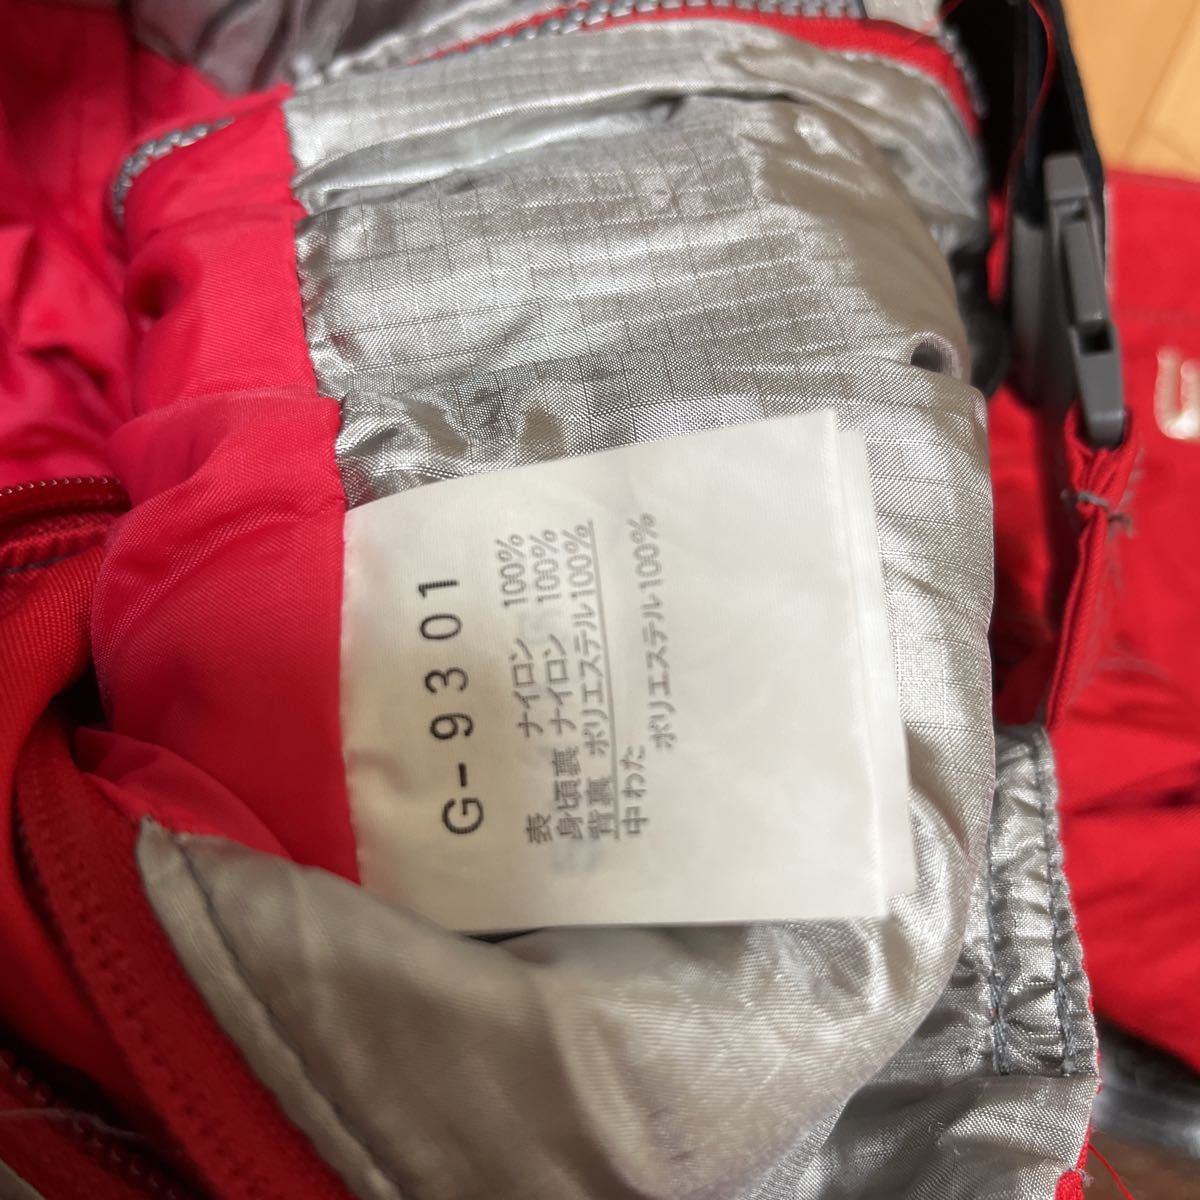 G-9301
表 ナイロン 100%
身頃裏 ナイロン 100%
背裏 ポリエステル100%
中わた
ポリエステル100%